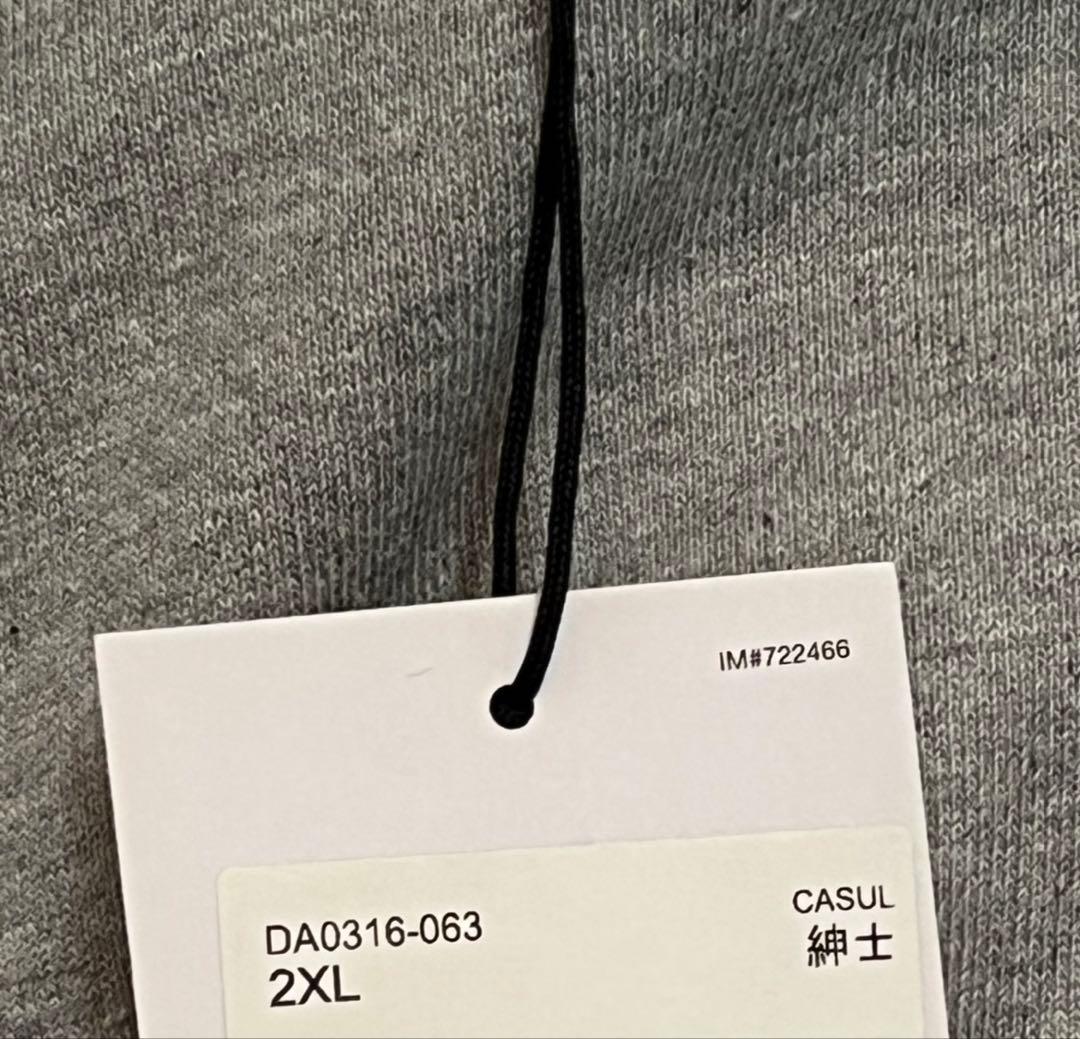 IM#722466
DA0316-063
2XL
CASUL
紳士